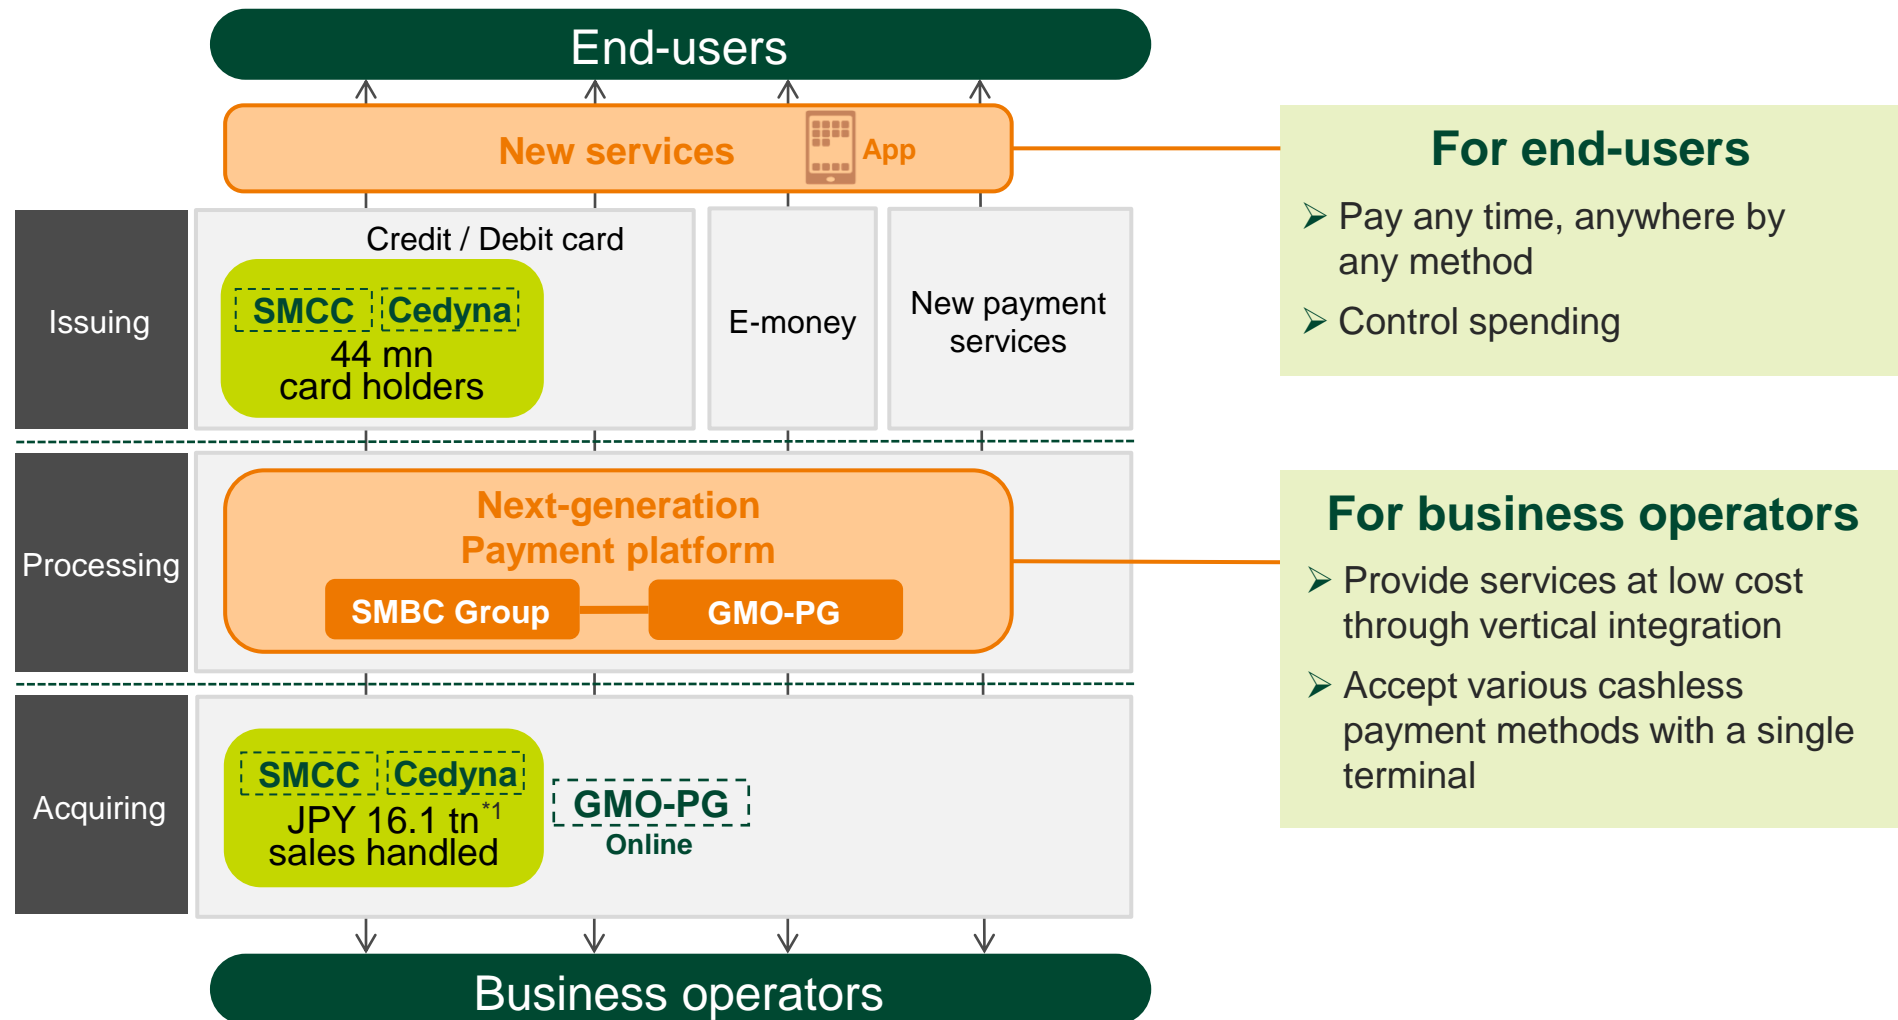 End-users
New services
App
For end-users
➢ Pay any time, anywhere by
any method
➢ Control spending
Issuing
Credit / Debit card
SMCC Cedyna
44 mn
card holders
E-money
New payment
services
Processing
Next-generation
Payment platform
SMBC Group GMO-PG
For business operators
➢ Provide services at low cost
through vertical integration
➢ Accept various cashless
payment methods with a single
terminal
Acquiring
SMCC Cedyna
JPY 16.1 tn*1
sales handled
GMO-PG
Online
Business operators